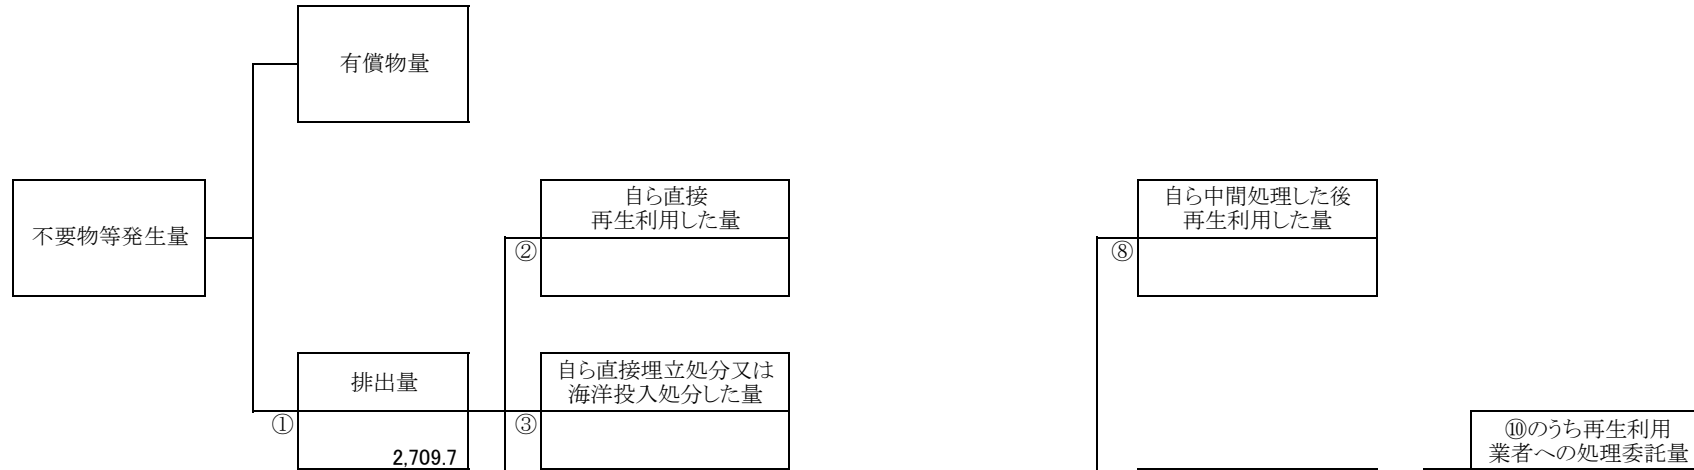 有償物量
不要物等発生量
自ら直接
再生利用した量
②
自ら中間処理した後
再生利用した量
⑧
排出量
①
2,709.7
自ら直接埋立処分又は
海洋投入処分した量
③
⑩のうち再生利用
業者への処理委託量